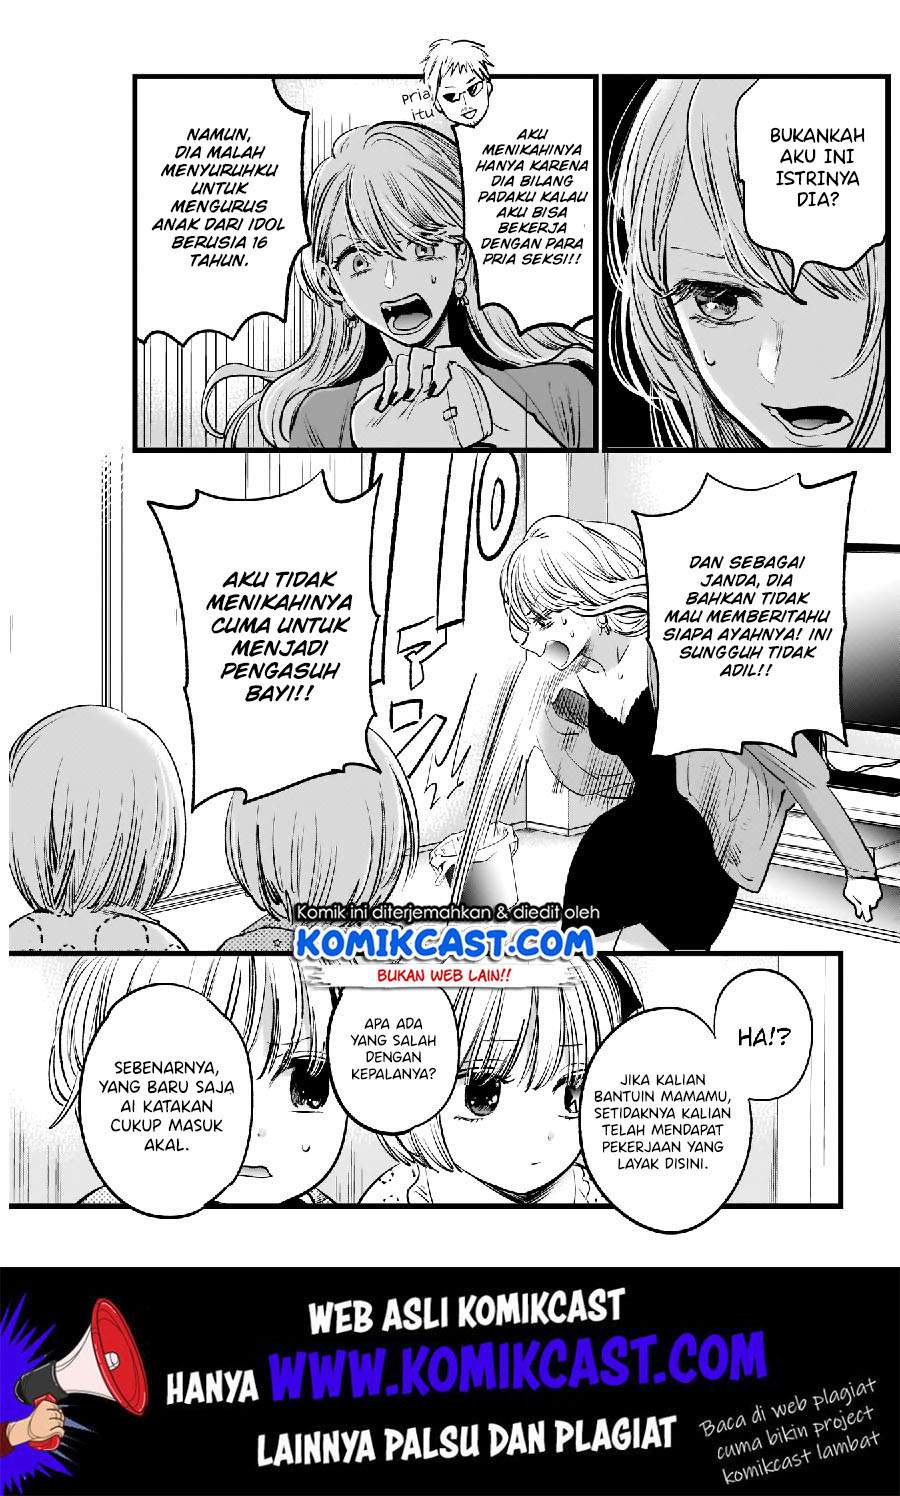 BUKANKAH
AKU INI
ISTRINYA
DIA?
Pria
itu
AKU
MENIKAHINYA
HANYA KARENA
DIA BILANG
PADAKU KALAU
AKU BISA
BEKERJA
DENGAN PARA
PRIA SEKSI!!
NAMUN,
DIA MALAH
MENYURUHKU
UNTUK
MENGURUS
ANAK DARI IDOL
BERUSIA 16
TAHUN.
DAN SEBAGAI
JANDA, DIA
BAHKAN TIDAK
MAU MEMBERITAHU
SIAPA AYAHNYA! INI
SUNGGUH TIDAK
ADIL!!
AKU TIDAK
MENIKAHINYA
CUMA UNTUK
MENJADI
PENGASUH
BAYI!!
Komik ini diterjemahkan & diedit oleh
KOMIKCAST.COM
BUKAN WEB LAIN!!
HA!?
JIKA KALIAN
BANTUIN MAMAMU,
SETIDAKNYA KALIAN
TELAH MENDAPAT
PEKERJAAN YANG
LAYAK DISINI.
APA ADA
YANG SALAH
DENGAN
KEPALANYA?
SEBENARNYA,
YANG BARU SAJA
AI KATAKAN
CUKUP MASUK
AKAL.
WEB ASLI KOMIKCAST
HANYA WWW.KOMIKCAST.COM
LAINNYA PALSU DAN PLAGIAT
Baca di web plagiat
cuma bikin project
komikcast lambat